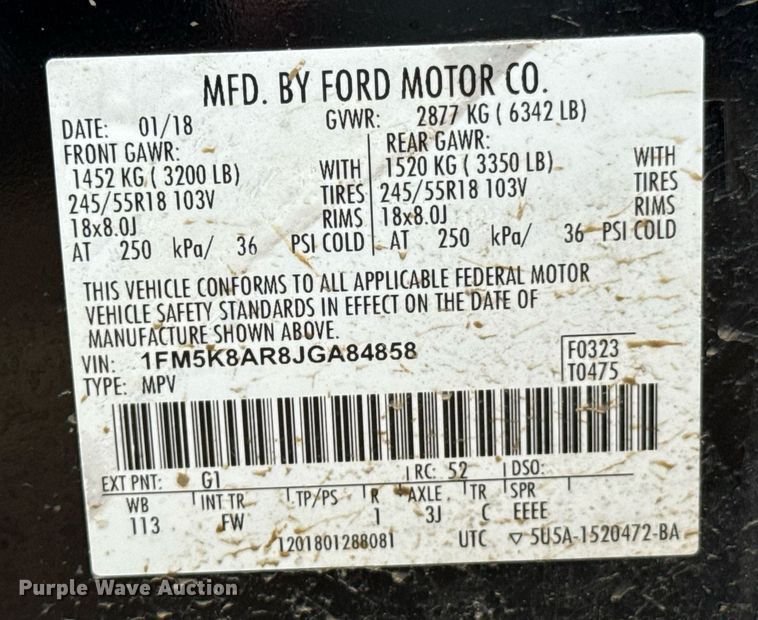 MFD. BY FORD MOTOR CO.
DATE: 01/18 GVWR: 2877 KG ( 6342 LB)
FRONT GAWR: REAR GAWR:
1452 KG ( 3200 LB) WITH 1520 KG ( 3350 LB) WITH
245/55R18 103V TIRES 245/55R18 103V TIRES
18x8.0J RIMS 18x8.0J RIMS
AT 250 kPa/ 36 PSI COLD AT 250 kPa/ 36 PSI COLD
THIS VEHICLE CONFORMS TO ALL APPLICABLE FEDERAL MOTOR
VEHICLE SAFETY STANDARDS IN EFFECT ON THE DATE OF
MANUFACTURE SHOWN ABOVE.
VIN: 1FM5K8AR8JGA84858 F0323
TYPE: MPV T0475
EXT PNT: G1 RC: 52 DSO:
WB INT TR TP/PS R AXLE TR SPR
113 FW 1 3J C EEEE
1201801288081 UTC ▽ 5U5A-1520472-BA
Purple Wave Auction